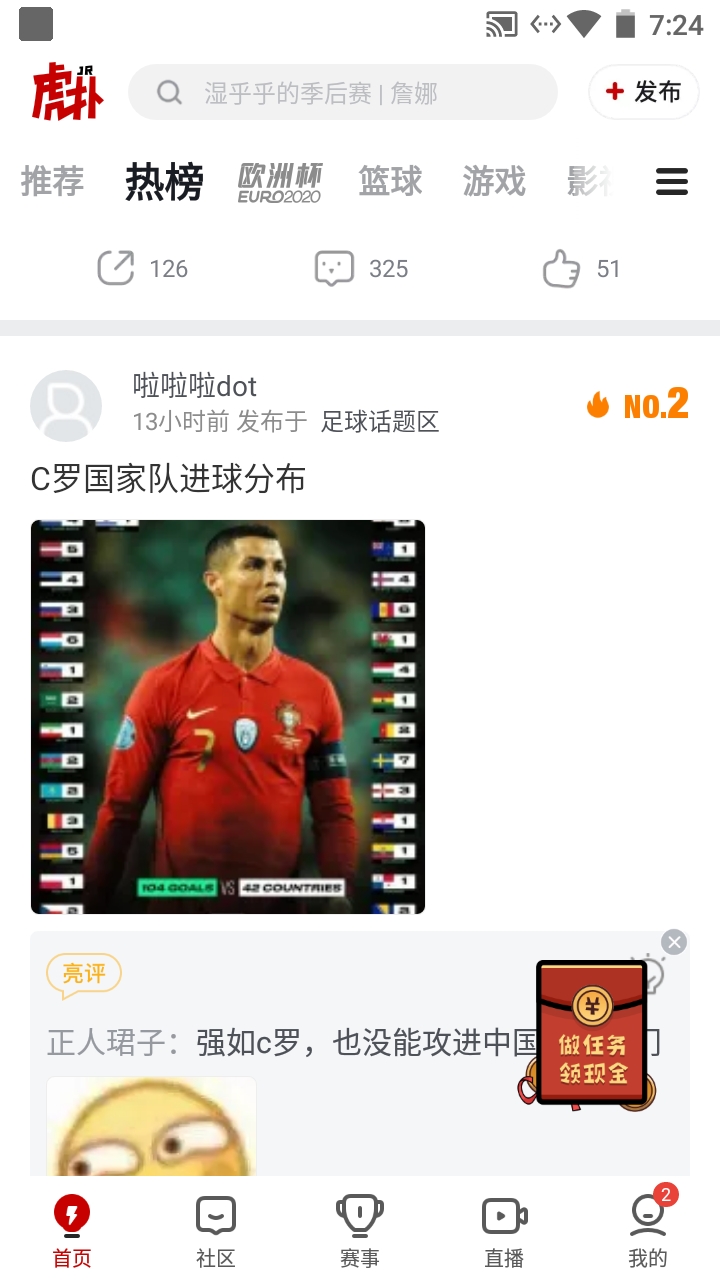 7:24
虎扑 JR
湿乎乎的季后赛 | 詹娜
+ 发布
推荐 热榜 欧洲杯 EURO2020 篮球 游戏
126 325 51
啦啦啦dot
13小时前 发布于 足球话题区
NO.2
C罗国家队进球分布
5 1
4 4
3 6
6 1
1 4
2 1
1
2 7
2 3
3 1
5 1
1 1
7
104 GOALS VS 42 COUNTRIES
亮评
正人珺子：强如c罗，也没能攻进中国
¥
做任务
领现金
2
首页 社区 赛事 直播 我的